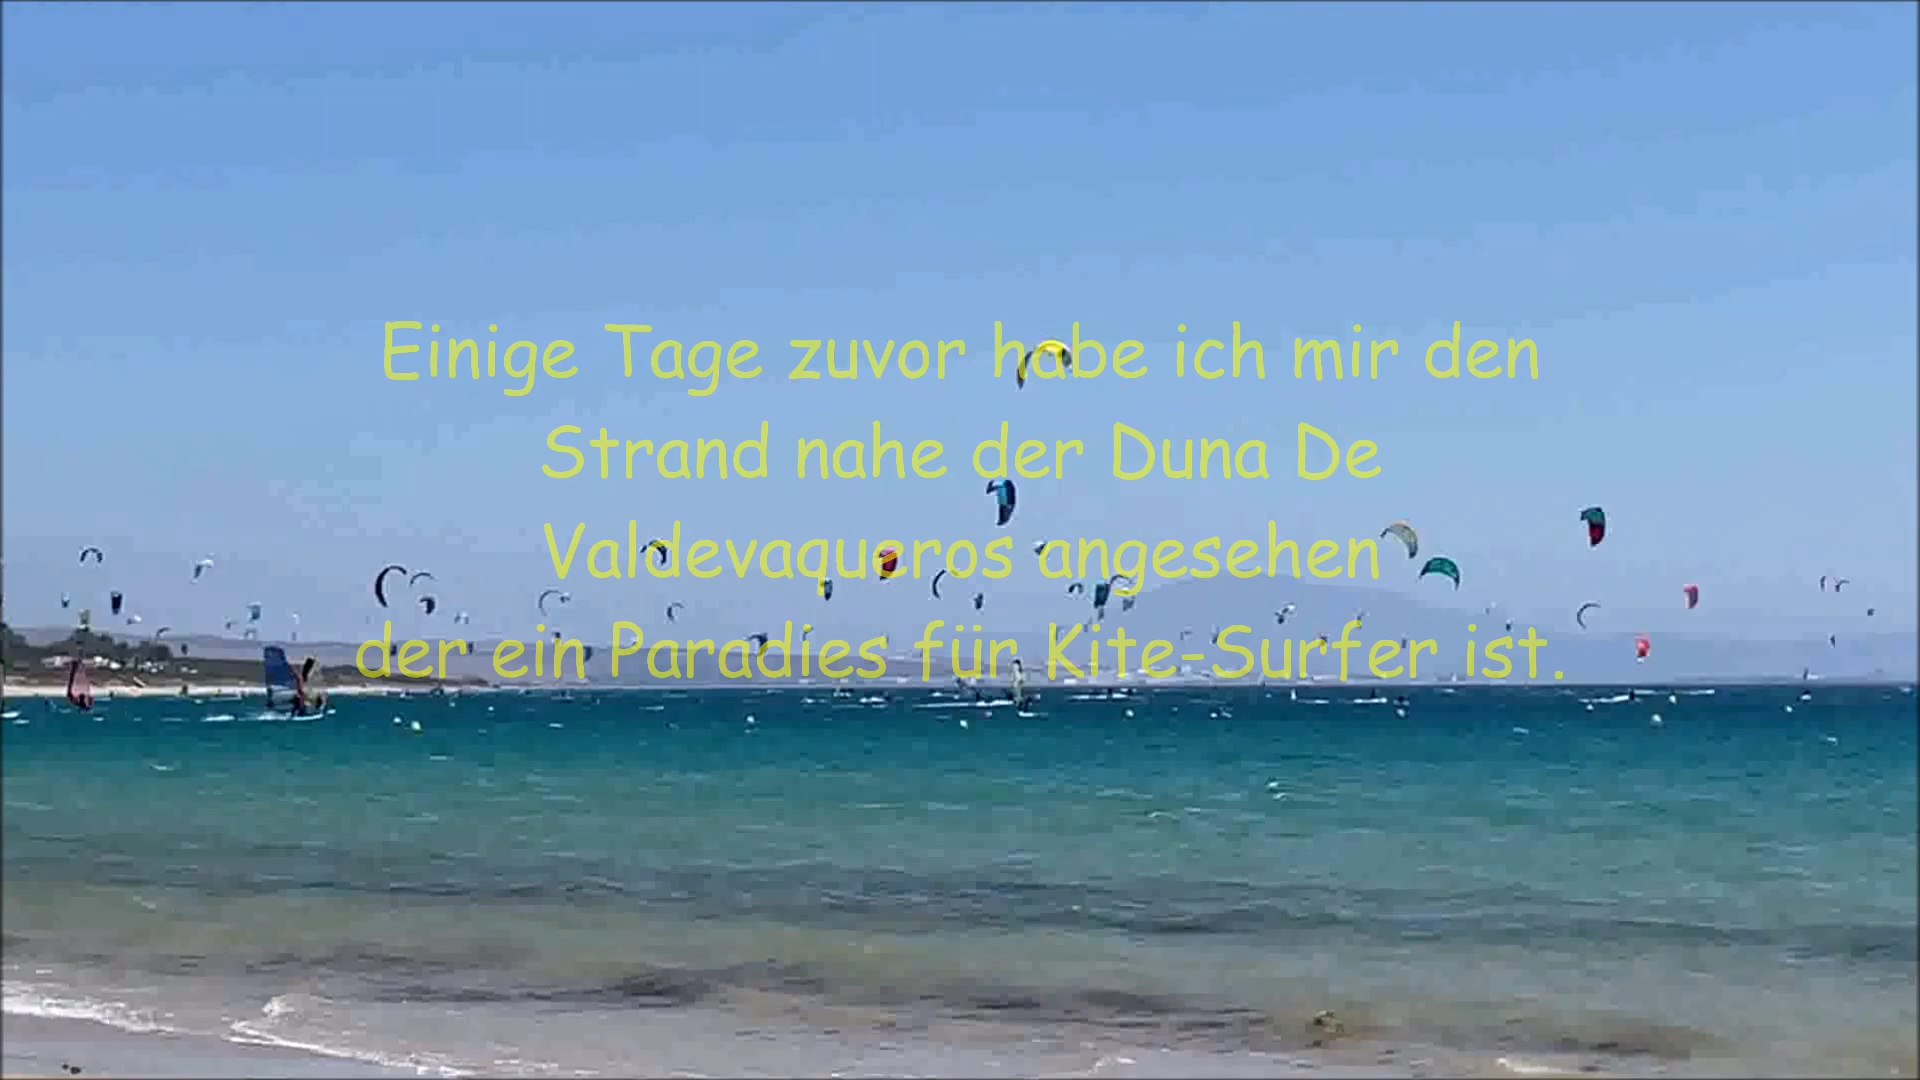 Einige Tage zuvor habe ich mir den
Strand nahe der Duna De
Valdevaqueros angesehen
der ein Paradies für Kite-Surfer ist.